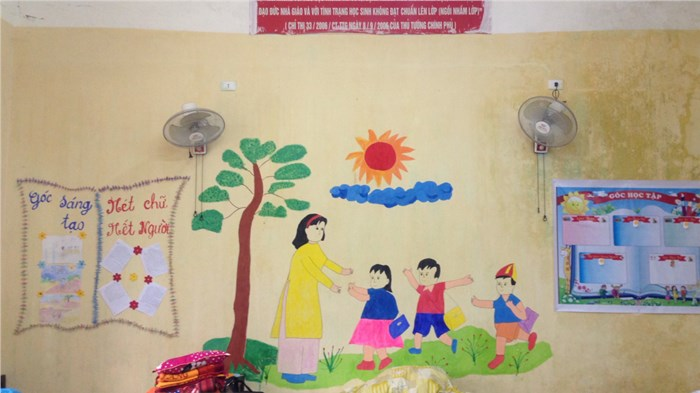 ĐẠO ĐỨC NHÀ GIÁO VÀ VỚI TÌNH TRẠNG HỌC SINH KHÔNG ĐẠT CHUẨN LÊN LỚP (NGỒI NHẦM LỚP)"
( CHỈ THỊ 33 / 2006 / CT-TTG NGÀY 8 / 9 / 2006 CỦA THỦ TƯỚNG CHÍNH PHỦ )
Góc sáng
tạo
Nét chữ
Nết Người
GÓC HỌC TẬP